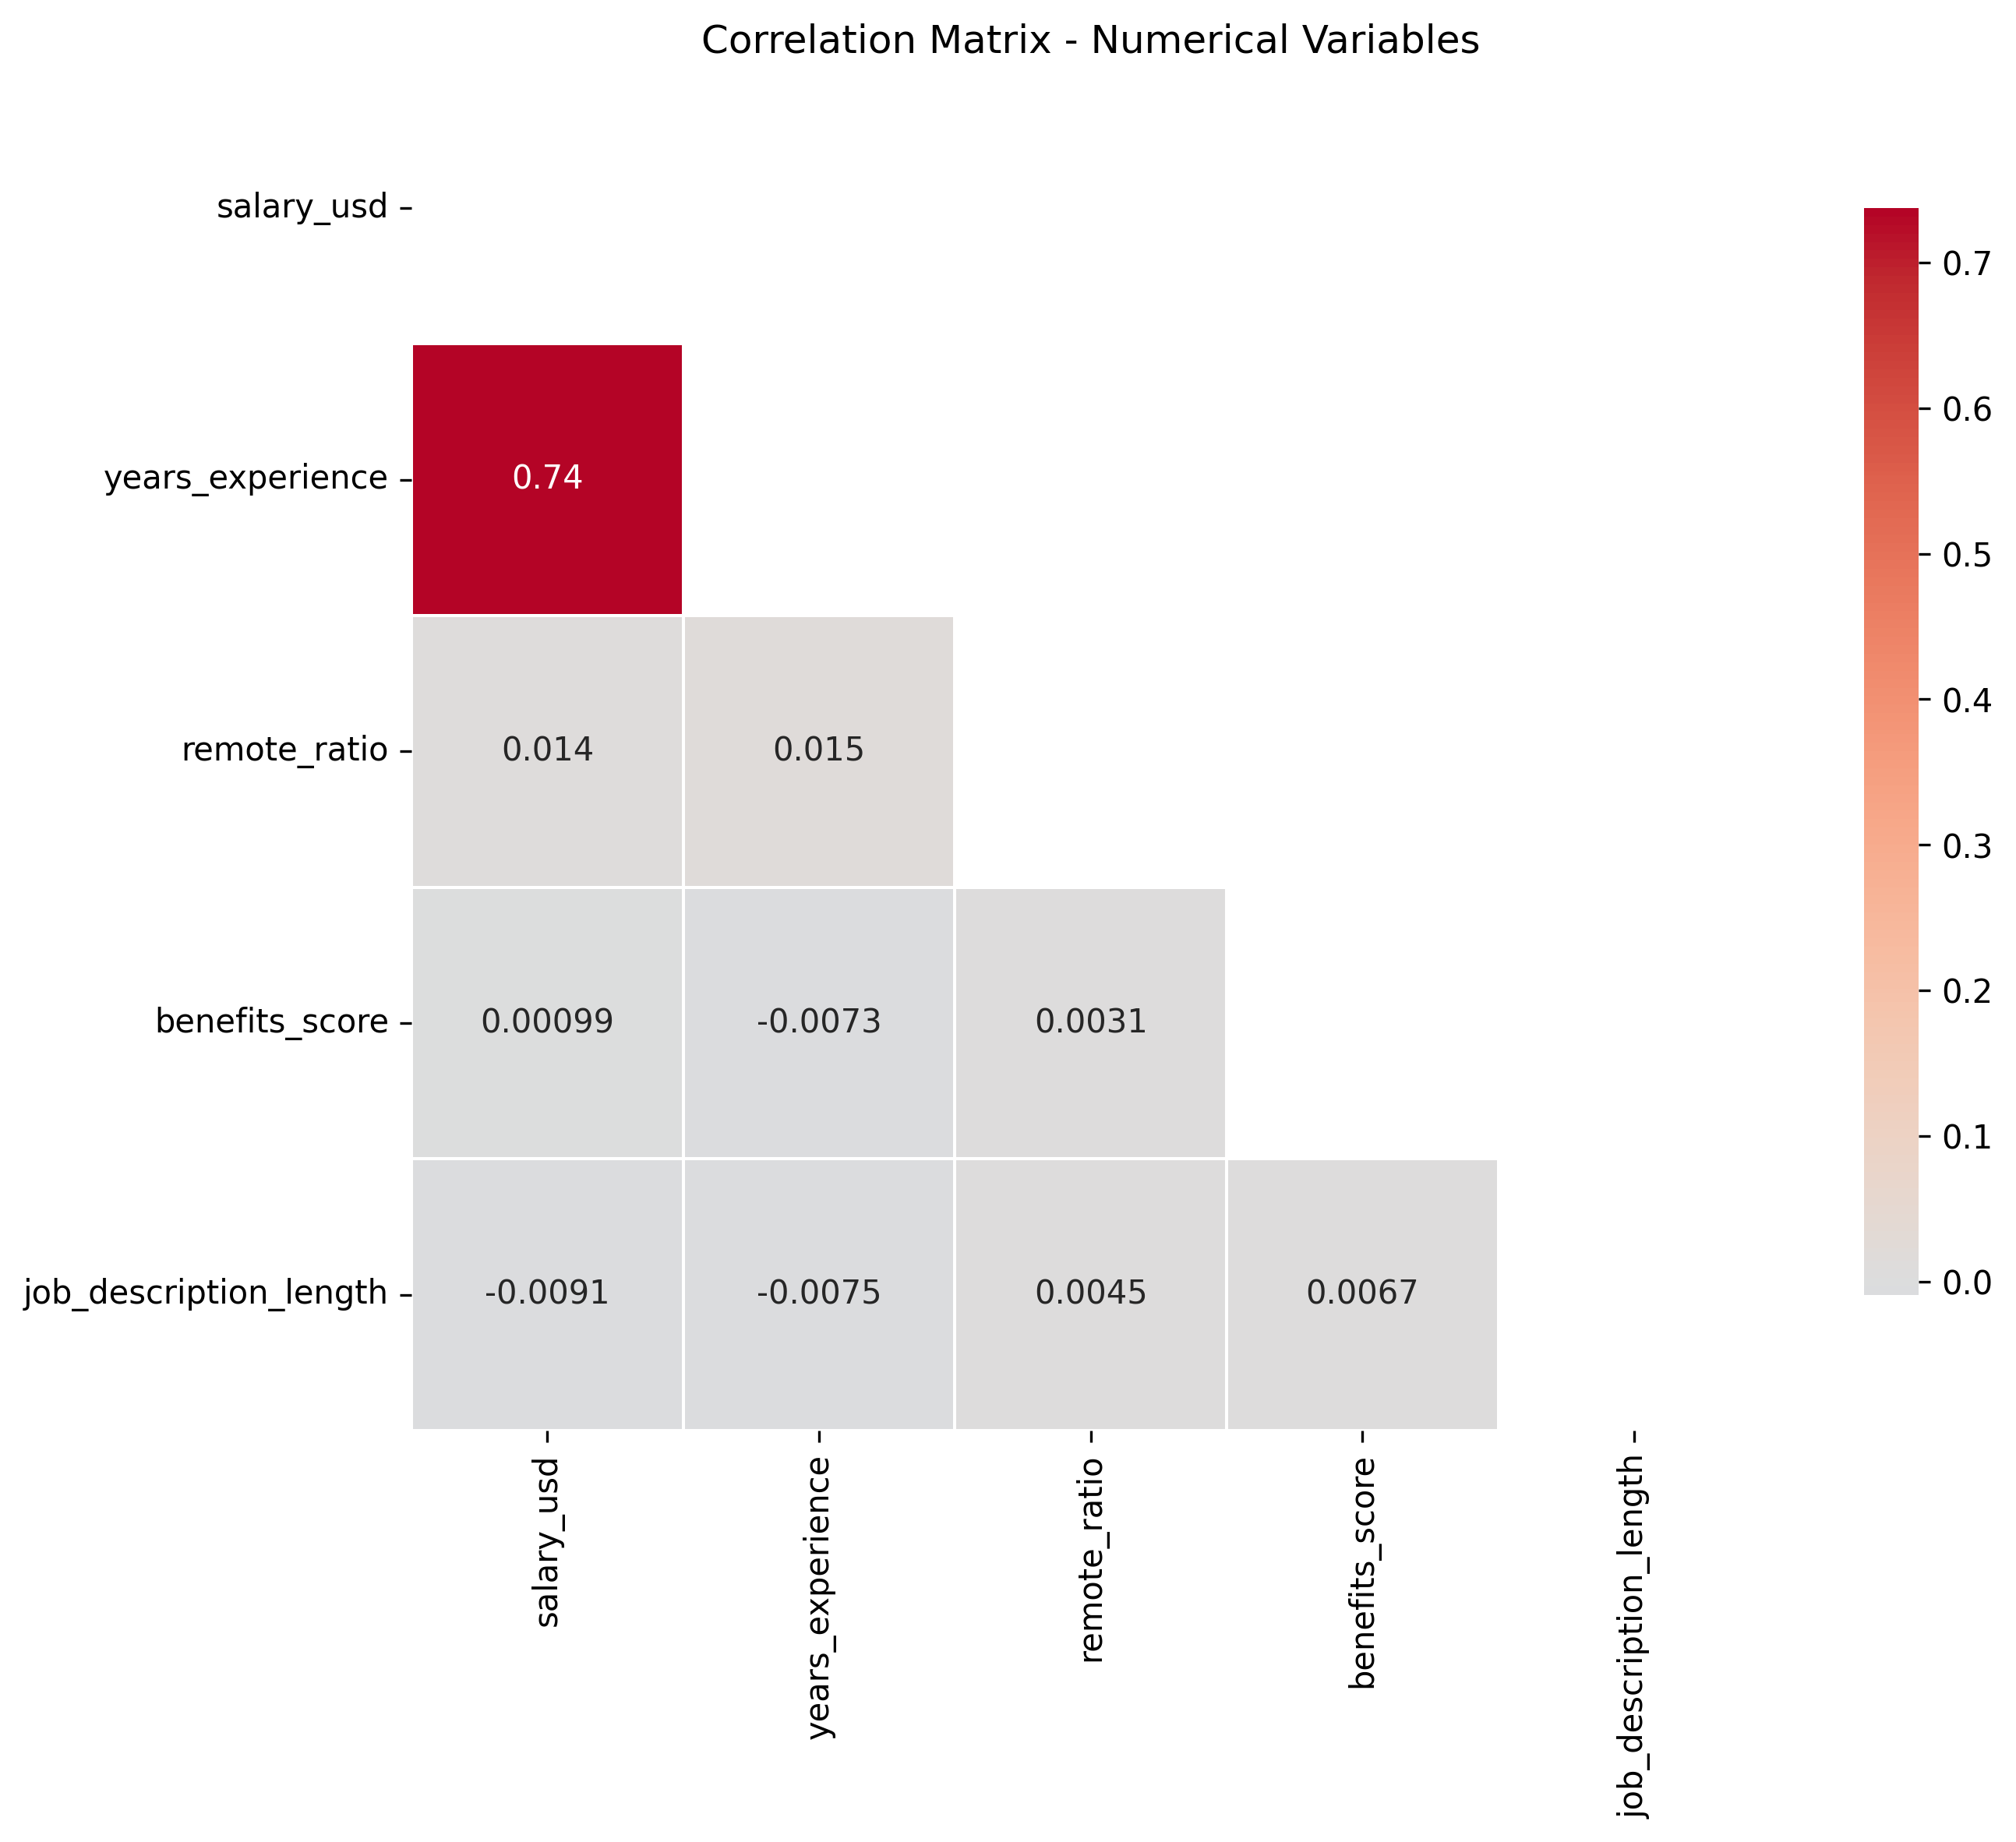 Correlation Matrix - Numerical Variables
salary_usd
years_experience
0.74
remote_ratio
0.014
0.015
benefits_score
0.00099
-0.0073
0.0031
job_description_length
-0.0091
-0.0075
0.0045
0.0067
salary_usd
years_experience
remote_ratio
benefits_score
job_description_length
0.7
0.6
0.5
0.4
0.3
0.2
0.1
0.0